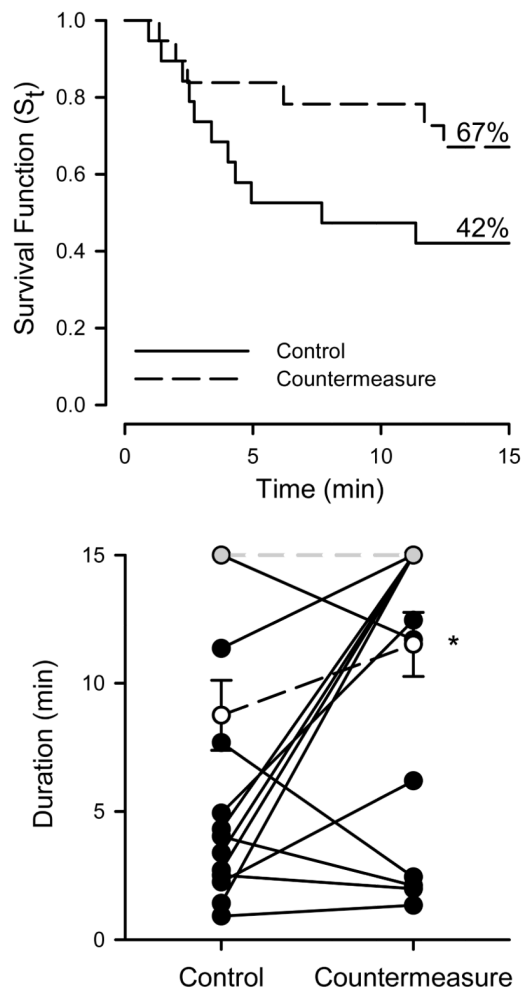 Survival Function (St)
1.0
0.8
0.6
0.4
0.2
0.0
67%
42%
Control
Countermeasure
0
5
10
15
Time (min)
Duration (min)
15
10
5
0
*
Control
Countermeasure